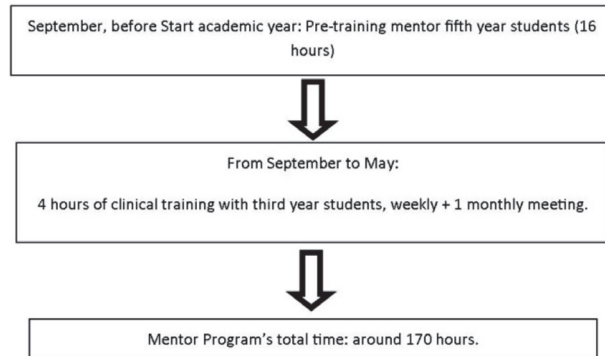 September, before Start academic year: Pre-training mentor fifth year students (16
hours)
From September to May:
4 hours of clinical training with third year students, weekly + 1 monthly meeting.
Mentor Program's total time: around 170 hours.